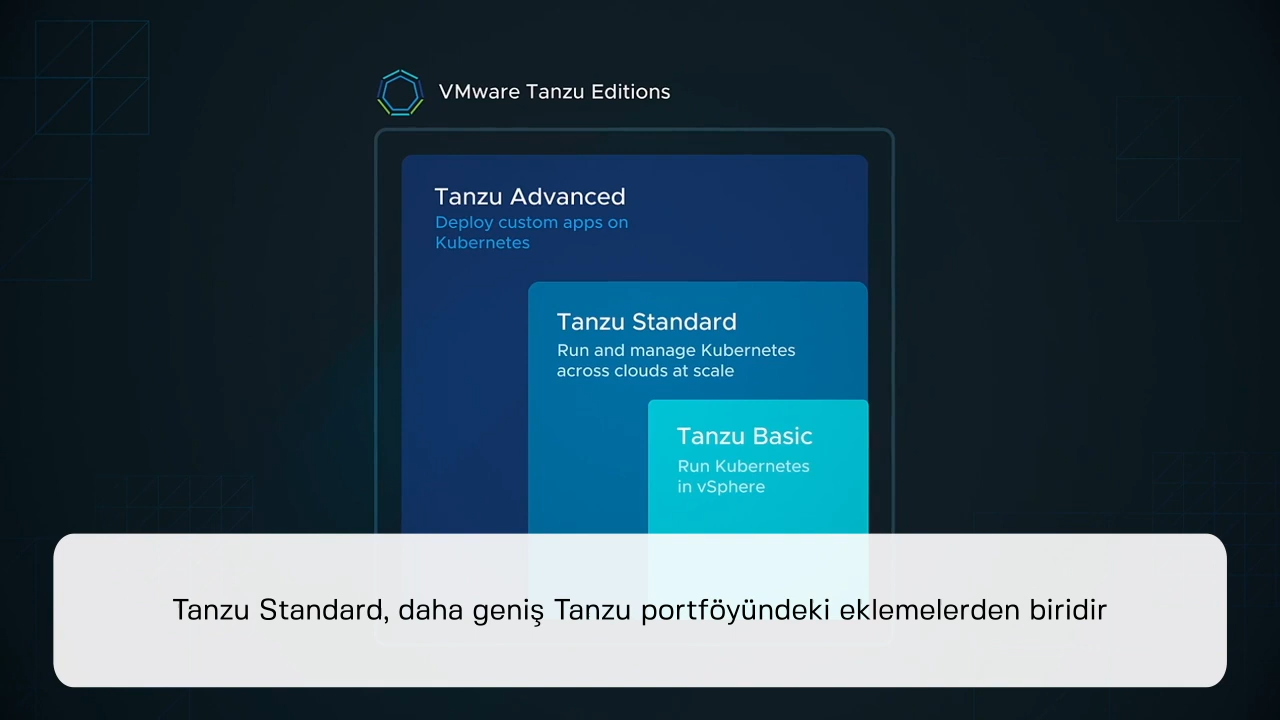 VMware Tanzu Editions
Tanzu Advanced
Deploy custom apps on
Kubernetes
Tanzu Standard
Run and manage Kubernetes
across clouds at scale
Tanzu Basic
Run Kubernetes
in vSphere
Tanzu Standard, daha geniş Tanzu portföyündeki eklemelerden biridir